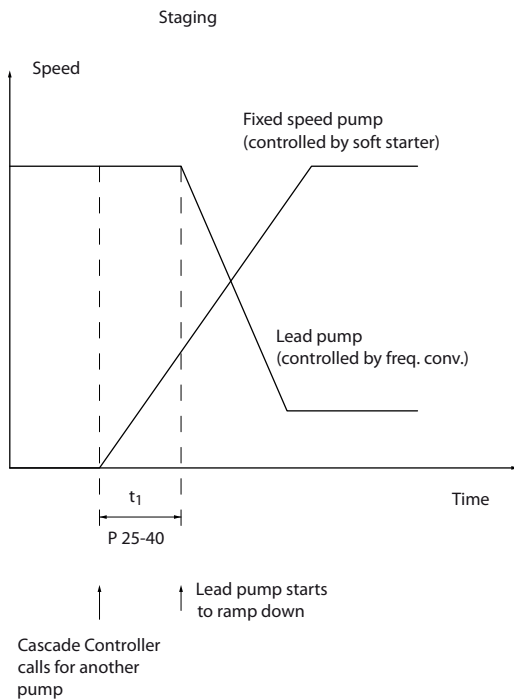 Staging
Speed
Fixed speed pump
(controlled by soft starter)
Lead pump
(controlled by freq. conv.)
t1
Time
P 25-40
Lead pump starts
to ramp down
Cascade Controller
calls for another
pump